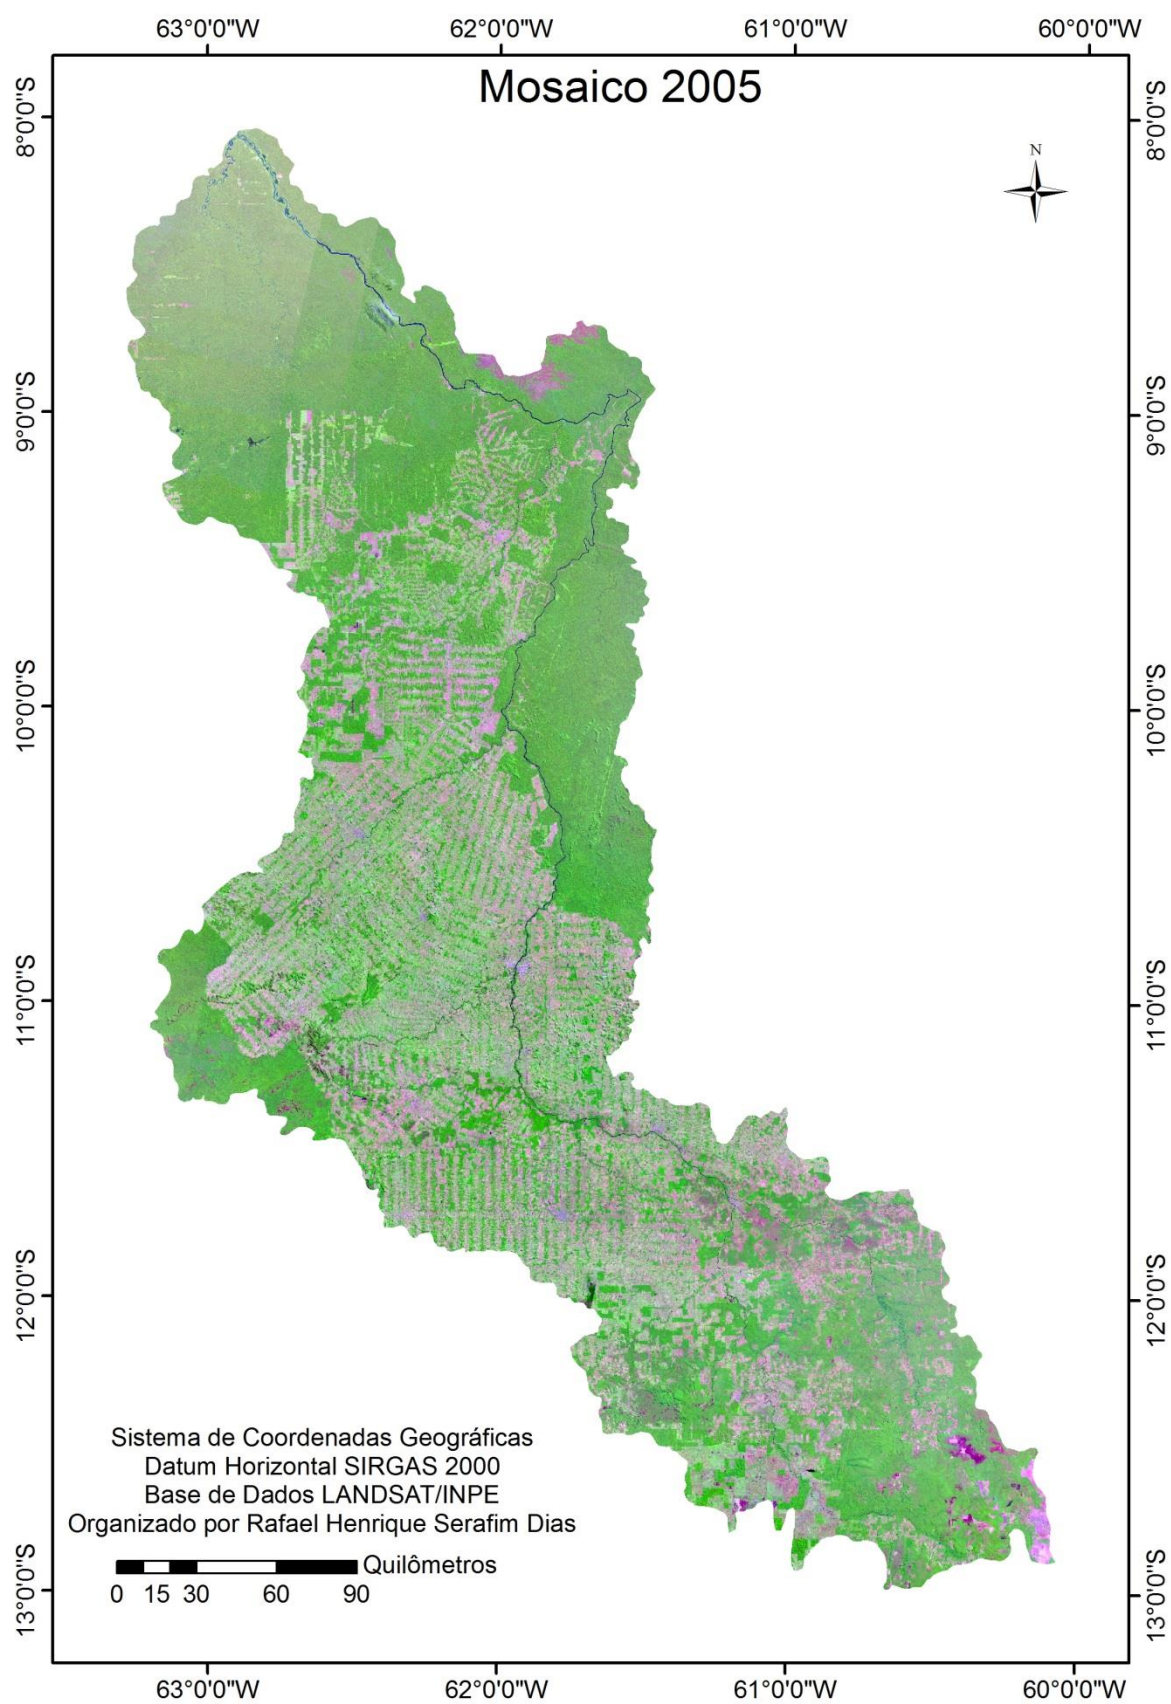 63°0'0"W 62°0'0"W 61°0'0"W 60°0'0"W
Mosaico 2005
8°0'0"S 8°0'0"S
N
9°0'0"S 9°0'0"S
10°0'0"S 10°0'0"S
11°0'0"S 11°0'0"S
12°0'0"S 12°0'0"S
Sistema de Coordenadas Geográficas
Datum Horizontal SIRGAS 2000
Base de Dados LANDSAT/INPE
Organizado por Rafael Henrique Serafim Dias
Quilômetros
0 15 30 60 90
13°0'0"S 13°0'0"S
63°0'0"W 62°0'0"W 61°0'0"W 60°0'0"W